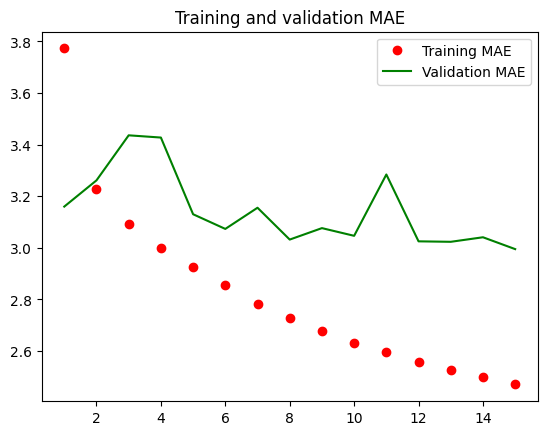 Training and validation MAE
Training MAE
Validation MAE
3.8
3.6
3.4
3.2
3.0
2.8
2.6
2 4 6 8 10 12 14